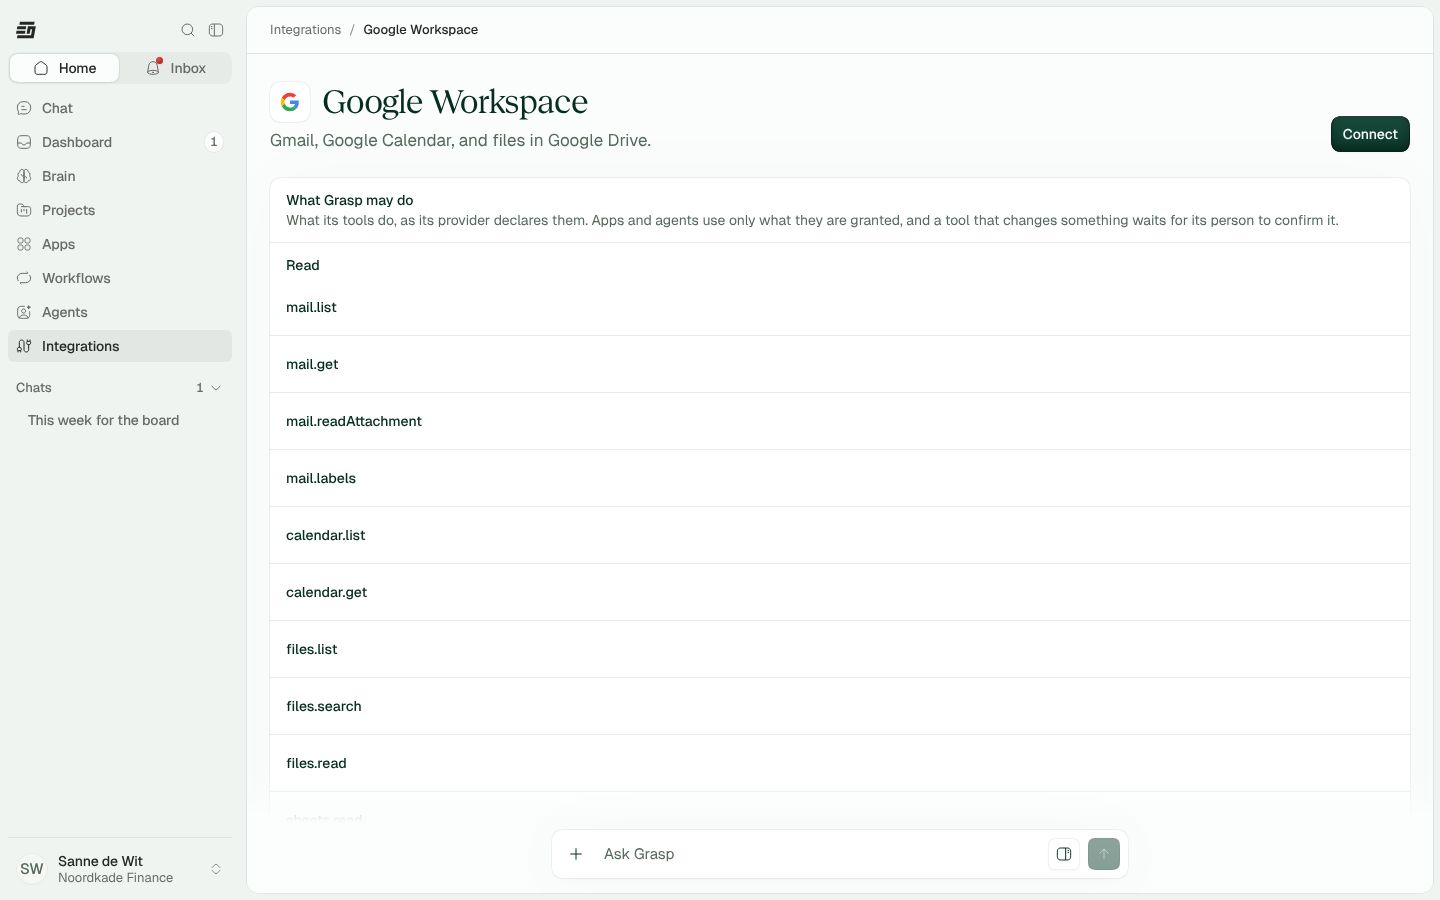 Integrations / Google Workspace
Home
Inbox
Chat
Dashboard 1
Brain
Projects
Apps
Workflows
Agents
Integrations
Chats 1
This week for the board
SW
Sanne de Wit
Noordkade Finance
Google Workspace
Gmail, Google Calendar, and files in Google Drive.
Connect
What Grasp may do
What its tools do, as its provider declares them. Apps and agents use only what they are granted, and a tool that changes something waits for its person to confirm it.
Read
mail.list
mail.get
mail.readAttachment
mail.labels
calendar.list
calendar.get
files.list
files.search
files.read
sheets.read
Ask Grasp